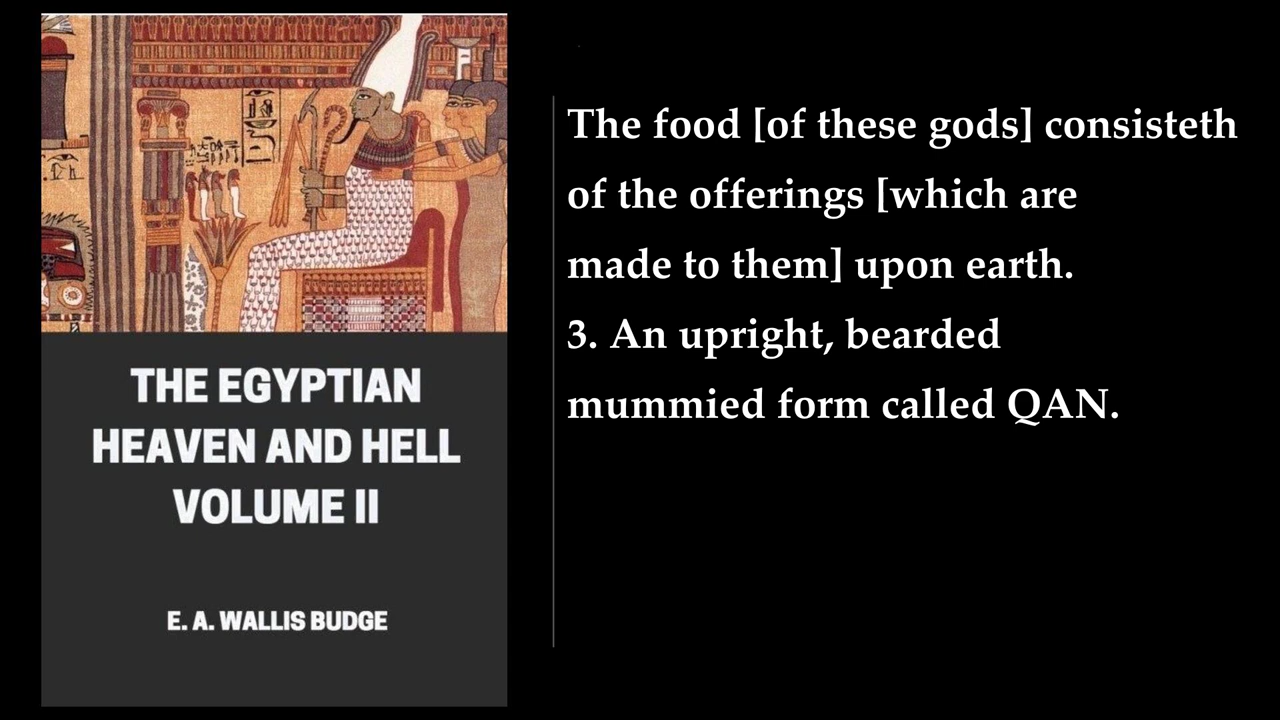 THE EGYPTIAN
HEAVEN AND HELL
VOLUME II
E. A. WALLIS BUDGE
The food [of these gods] consisteth
of the offerings [which are
made to them] upon earth.
3. An upright, bearded
mummied form called QAN.